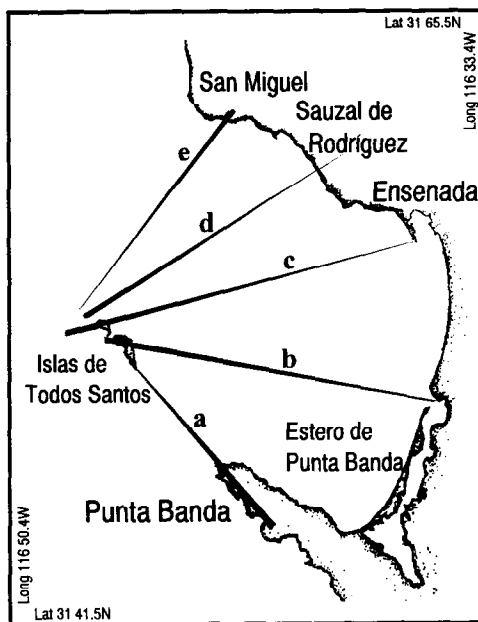 Lat 31 65.5N
Long 116 33.4W
San Miguel
Sauzal de
Rodríguez
e
Ensenada
d
c
Islas de
Todos Santos
b
a
Estero de
Punta Banda
Punta Banda
Long 116 50.4W
Lat 31 41.5N